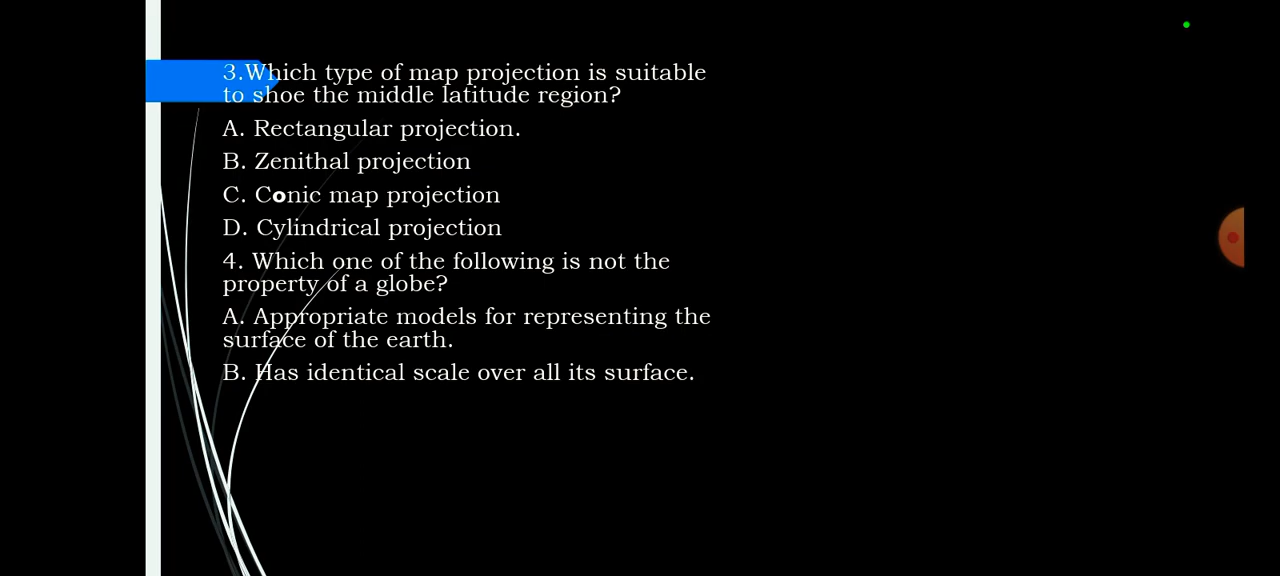 3.Which type of map projection is suitable
to shoe the middle latitude region?
A. Rectangular projection.
B. Zenithal projection
C. Conic map projection
D. Cylindrical projection
4. Which one of the following is not the
property of a globe?
A. Appropriate models for representing the
surface of the earth.
B. Has identical scale over all its surface.